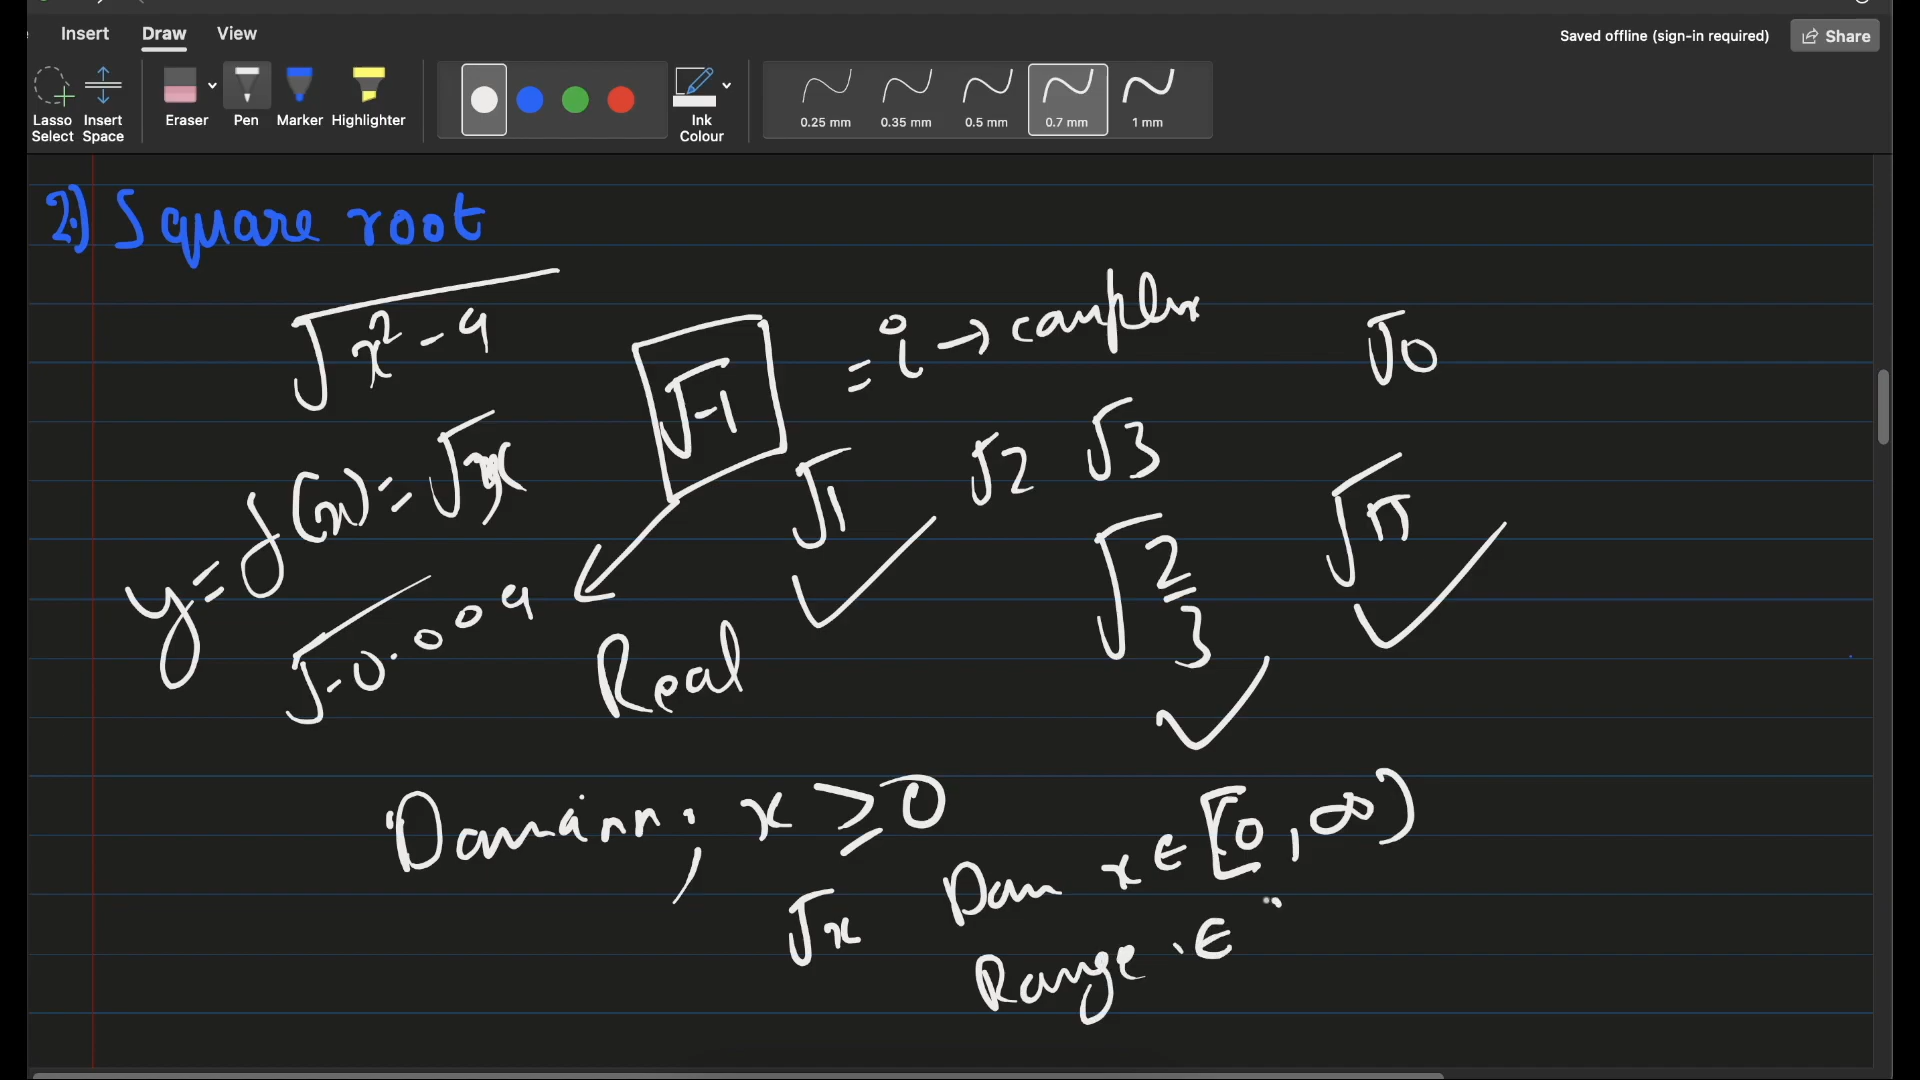 Insert Draw View
Saved offline (sign-in required) Share
Lasso Select Insert Space Eraser Pen Marker Highlighter Ink Colour 0.25 mm 0.35 mm 0.5 mm 0.7 mm 1 mm
2.) Square root
√(x² - 9) √-1 = i → complex √0
y = f(x) = √x √1 √2 √3
√-0.009 Real √(2/3) √π
Domain: x ≥ 0
√x Dom x ∈ [0, ∞)
Range . ∈